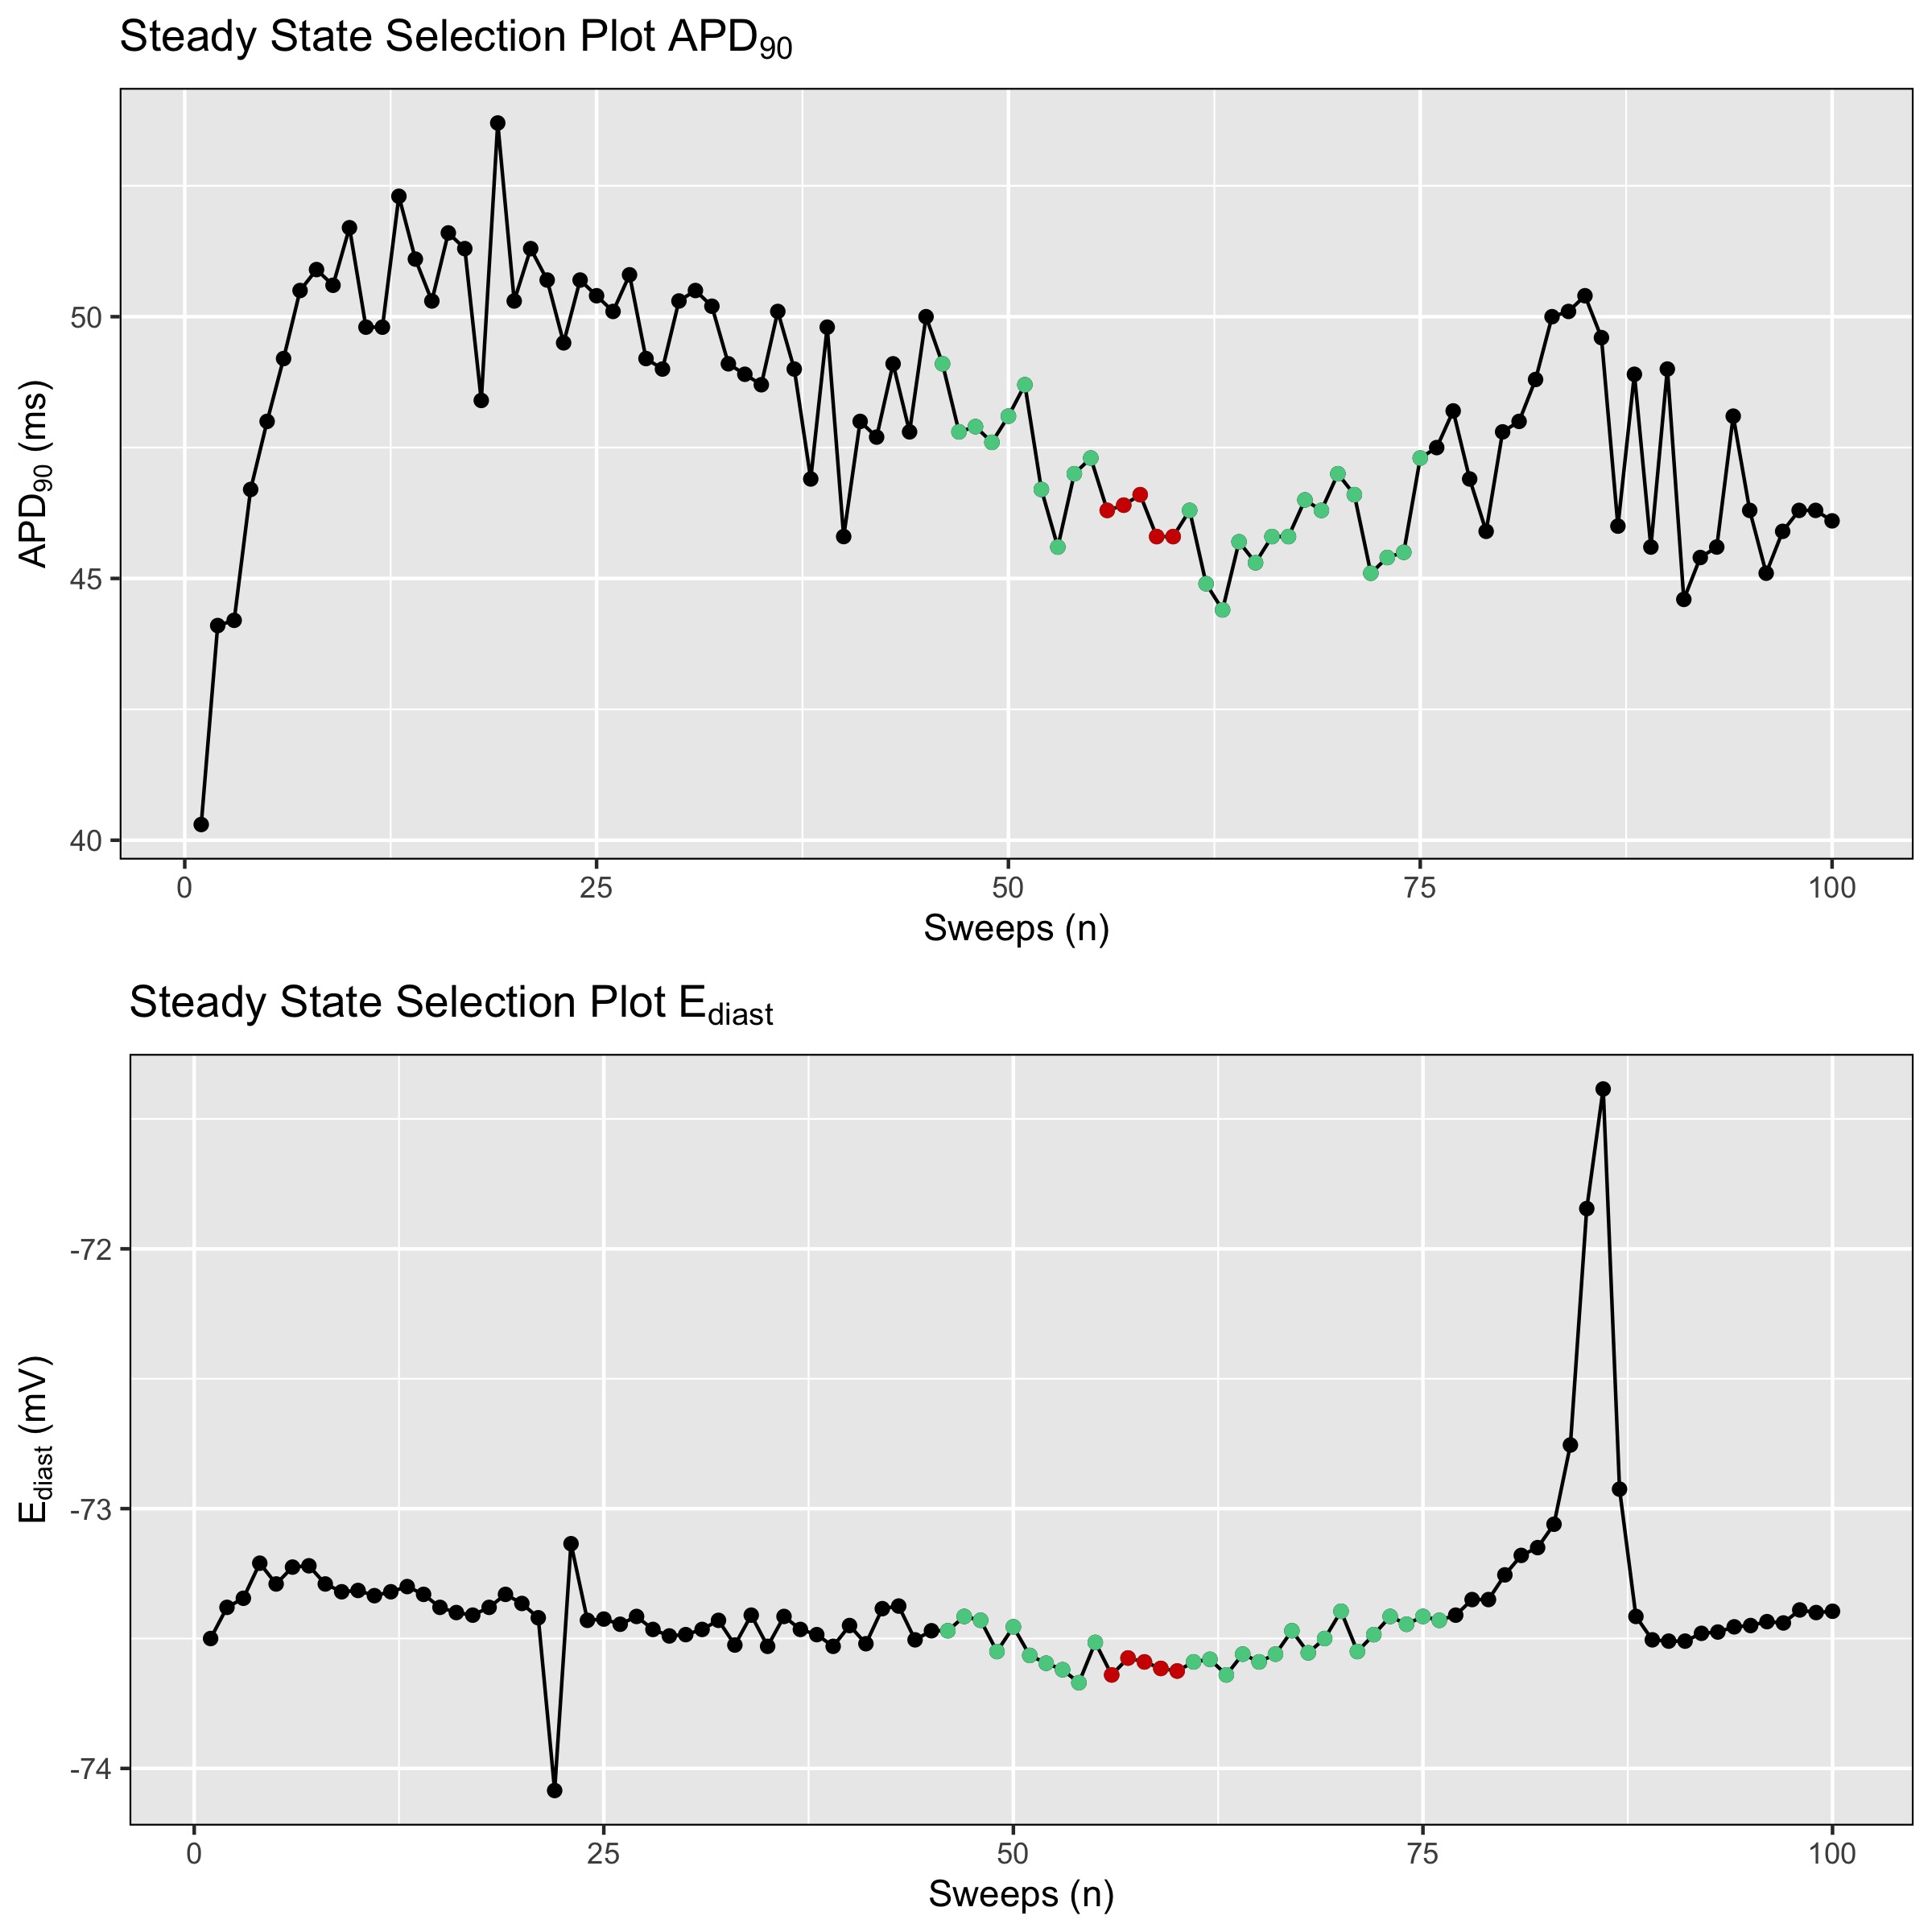 Steady State Selection Plot APD90
APD90 (ms)
50
45
40
0 25 50 75 100
Sweeps (n)
Steady State Selection Plot Ediast
Ediast (mV)
-72
-73
-74
0 25 50 75 100
Sweeps (n)